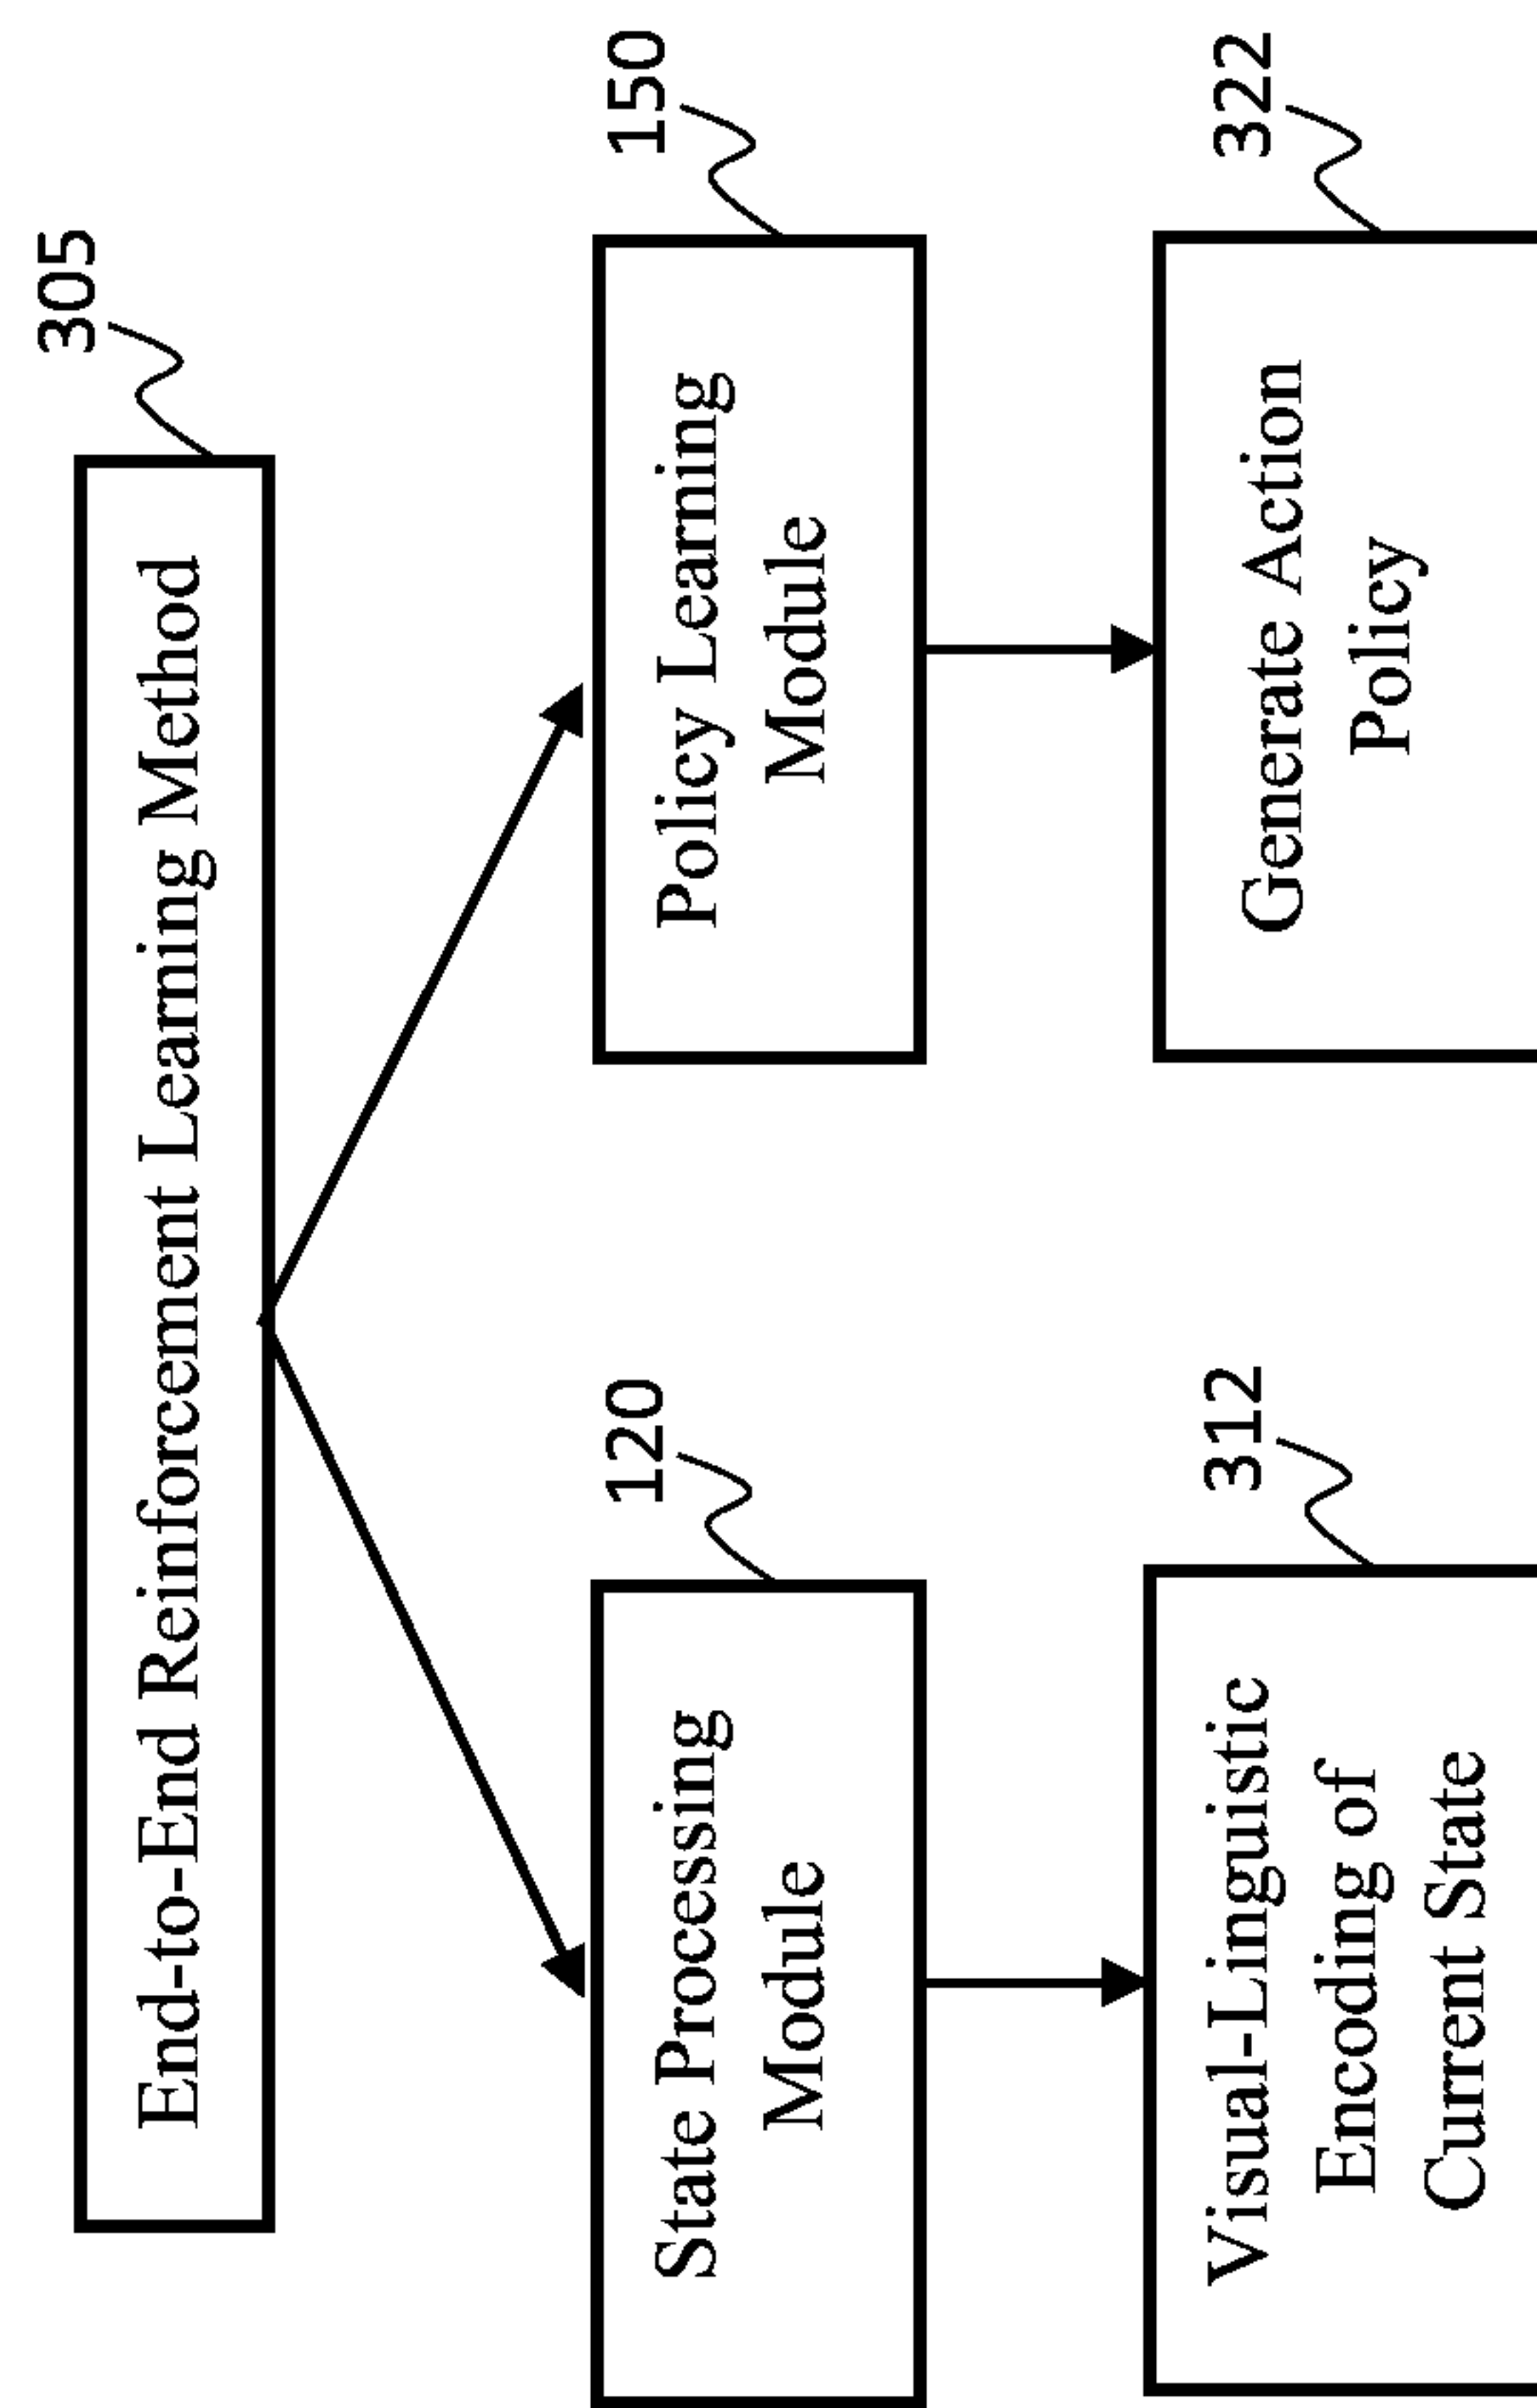 305
End-to-End Reinforcement Learning Method
120
150
State Processing
Module
Policy Learning
Module
312
322
Visual-Linguistic
Encoding of
Current State
Generate Action
Policy